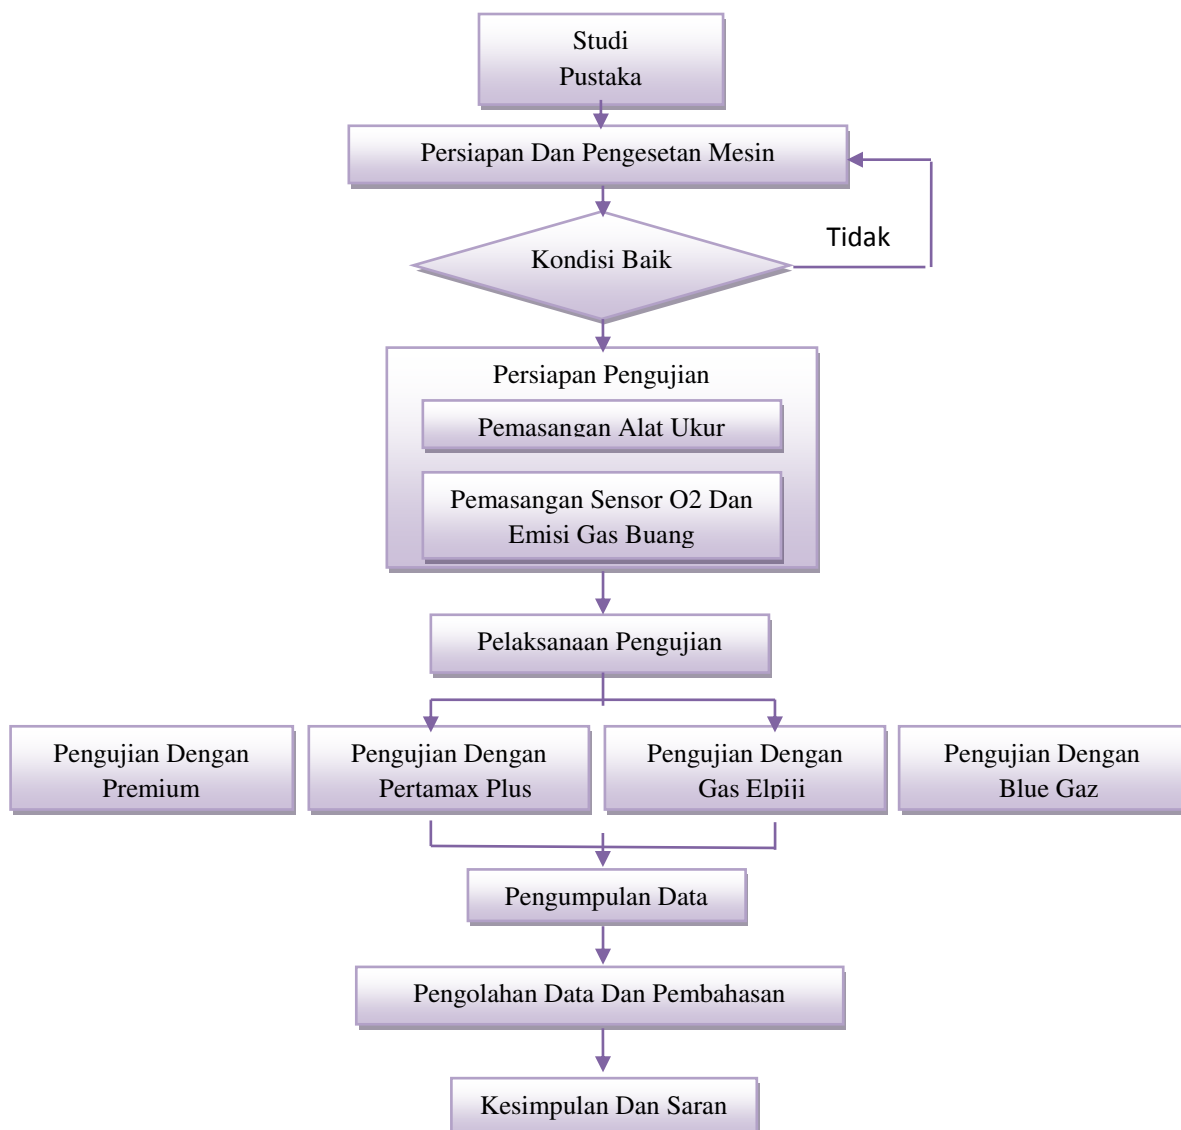 Studi
Pustaka
Persiapan Dan Pengesetan Mesin
Kondisi Baik
Tidak
Persiapan Pengujian
Pemasangan Alat Ukur
Pemasangan Sensor O2 Dan
Emisi Gas Buang
Pelaksanaan Pengujian
Pengujian Dengan
Premium
Pengujian Dengan
Pertamax Plus
Pengujian Dengan
Gas Elpiji
Pengujian Dengan
Blue Gaz
Pengumpulan Data
Pengolahan Data Dan Pembahasan
Kesimpulan Dan Saran